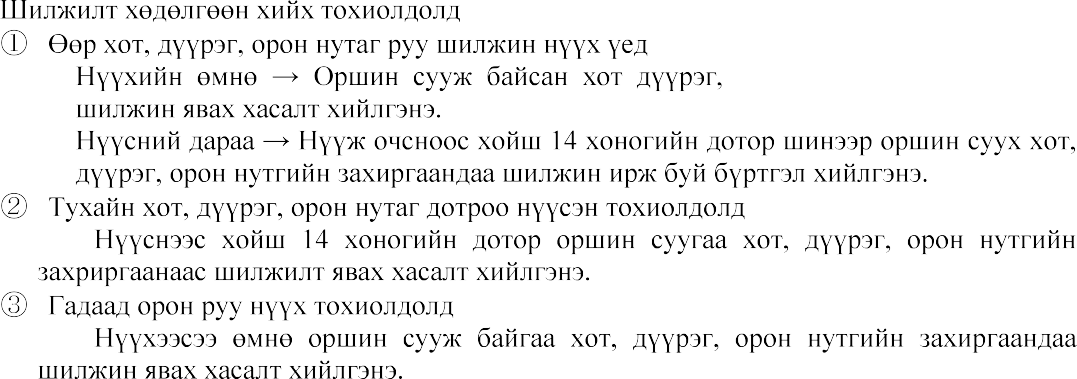 Шилжилт хөдөлгөөн хийх тохиолдолд
① Өөр хот, дүүрэг, орон нутаг руу шилжин нүүх үед
Нүүхийн өмнө → Оршин сууж байсан хот дүүрэг,
шилжин явах хасалт хийлгэнэ.
Нүүсний дараа → Нүүж очсноос хойш 14 хоногийн дотор шинээр оршин суух хот,
дүүрэг, орон нутгийн захиргаандаа шилжин ирж буй бүртгэл хийлгэнэ.
② Тухайн хот, дүүрэг, орон нутаг дотроо нүүсэн тохиолдолд
Нүүснээс хойш 14 хоногийн дотор оршин суугаа хот, дүүрэг, орон нутгийн
захриргаанаас шилжилт явах хасалт хийлгэнэ.
③ Гадаад орон руу нүүх тохиолдолд
Нүүхээсээ өмнө оршин сууж байгаа хот, дүүрэг, орон нутгийн захиргаандаа
шилжин явах хасалт хийлгэнэ.